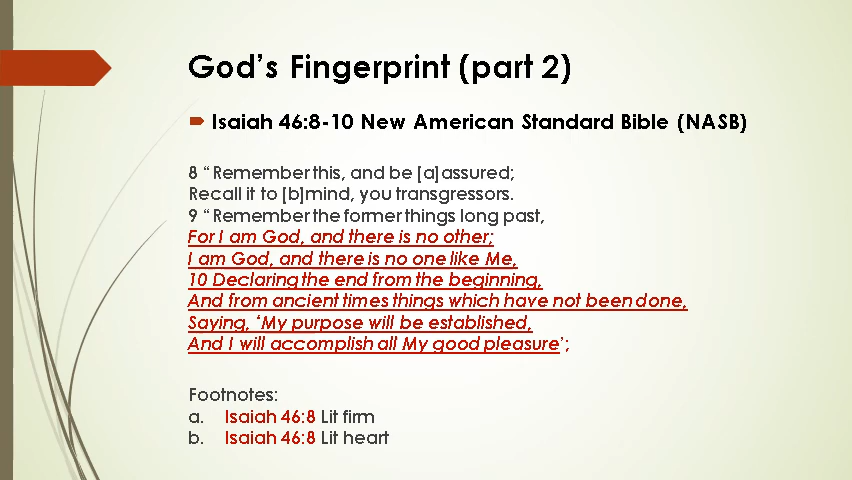 God's Fingerprint (part 2)
Isaiah 46:8-10 New American Standard Bible (NASB)
8 “Remember this, and be [a]assured;
Recall it to [b]mind, you transgressors.
9 “Remember the former things long past,
For I am God, and there is no other;
I am God, and there is no one like Me,
10 Declaring the end from the beginning,
And from ancient times things which have not been done,
Saying, ‘My purpose will be established,
And I will accomplish all My good pleasure’;
Footnotes:
a. Isaiah 46:8 Lit firm
b. Isaiah 46:8 Lit heart